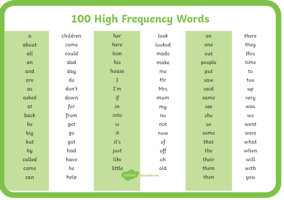 100 High Frequency Words
a children her look on there
about come here looked one they
all could him made out this
an dad his make people time
and day house me put to
are do I Mr said too
as don't I'm Mrs saw up
asked down if mum same very
at for in my see was
back from into no she we
be get is not so went
big go it now some were
but got it's of that what
by had just off the when
called have like oh their will
came he little old them with
can help then you